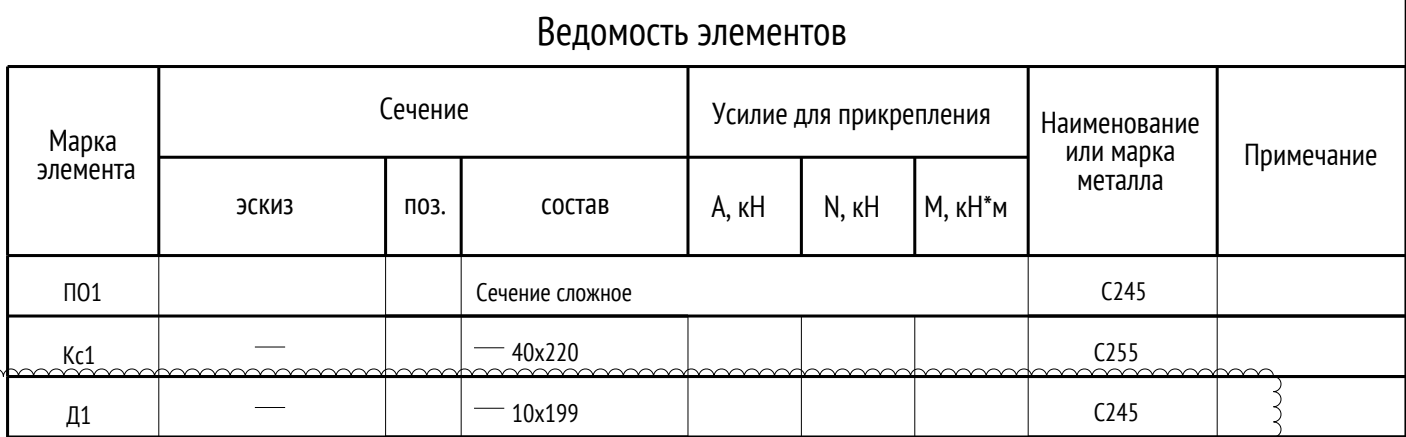 Ведомость элементов
Марка элемента
Сечение
Усилие для прикрепления
Наименование или марка металла
Примечание
эскиз
поз.
состав
А, кН
N, кН
М, кН*м
ПО1
Сечение сложное
С245
Кс1
40х220
С255
Д1
10х199
С245